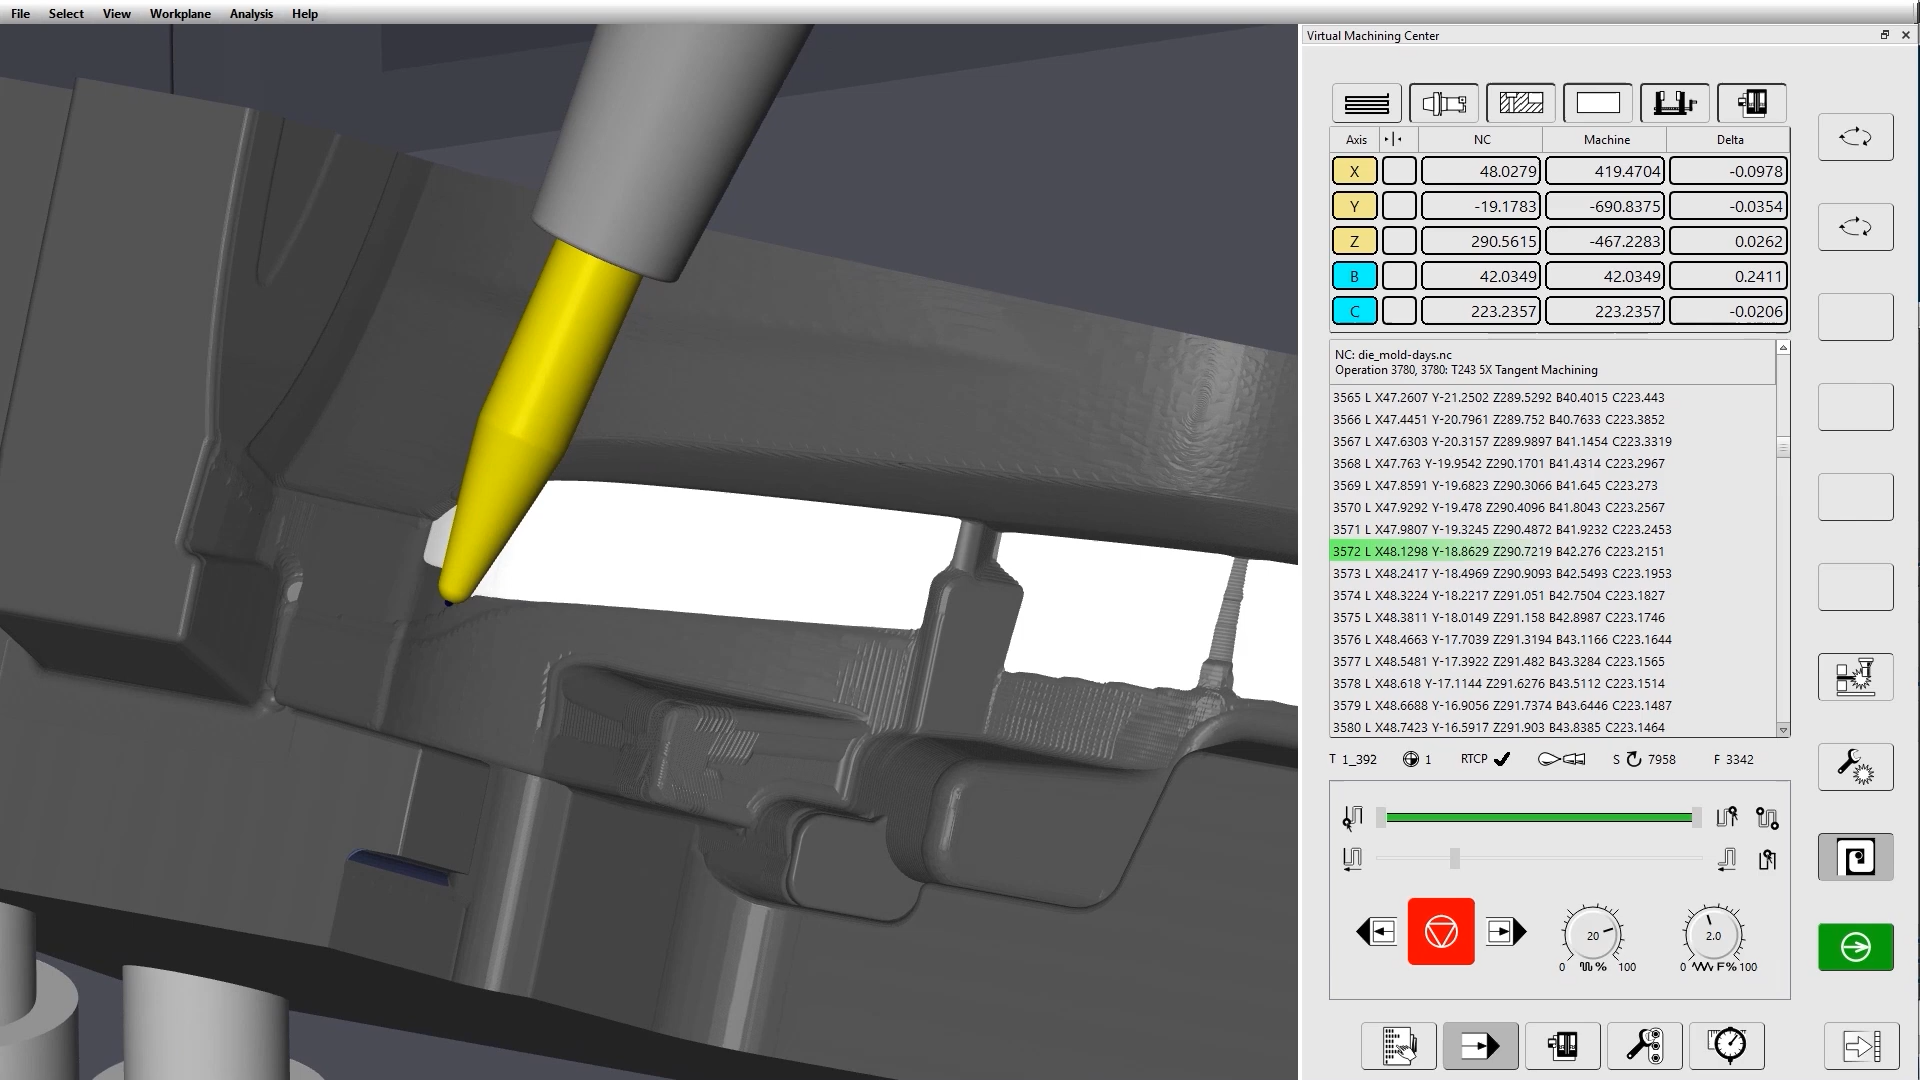 File Select View Workplane Analysis Help
Virtual Machining Center
Axis NC Machine Delta
X 48.0279 419.4704 -0.0978
Y -19.1783 -690.8375 -0.0354
Z 290.5615 -467.2283 0.0262
B 42.0349 42.0349 0.2411
C 223.2357 223.2357 -0.0206
NC: die_mold-days.nc
Operation 3780, 3780: T243 5X Tangent Machining
3565 L X47.2607 Y-21.2502 Z289.5292 B40.4015 C223.443
3566 L X47.4451 Y-20.7961 Z289.752 B40.7633 C223.3852
3567 L X47.6303 Y-20.3157 Z289.9897 B41.1454 C223.3319
3568 L X47.763 Y-19.9542 Z290.1701 B41.4314 C223.2967
3569 L X47.8591 Y-19.6823 Z290.3066 B41.645 C223.273
3570 L X47.9292 Y-19.478 Z290.4096 B41.8043 C223.2567
3571 L X47.9807 Y-19.3245 Z290.4872 B41.9232 C223.2453
3572 L X48.1298 Y-18.8629 Z290.7219 B42.276 C223.2151
3573 L X48.2417 Y-18.4969 Z290.9093 B42.5493 C223.1953
3574 L X48.3224 Y-18.2217 Z291.051 B42.7504 C223.1827
3575 L X48.3811 Y-18.0149 Z291.158 B42.8987 C223.1746
3576 L X48.4663 Y-17.7039 Z291.3194 B43.1166 C223.1644
3577 L X48.5481 Y-17.3922 Z291.482 B43.3284 C223.1565
3578 L X48.618 Y-17.1144 Z291.6276 B43.5112 C223.1514
3579 L X48.6688 Y-16.9056 Z291.7374 B43.6446 C223.1487
3580 L X48.7423 Y-16.5917 Z291.903 B43.8385 C223.1464
T 1_392 1 RTCP S 7958 F 3342
20 2.0
0 % 100 0 F% 100